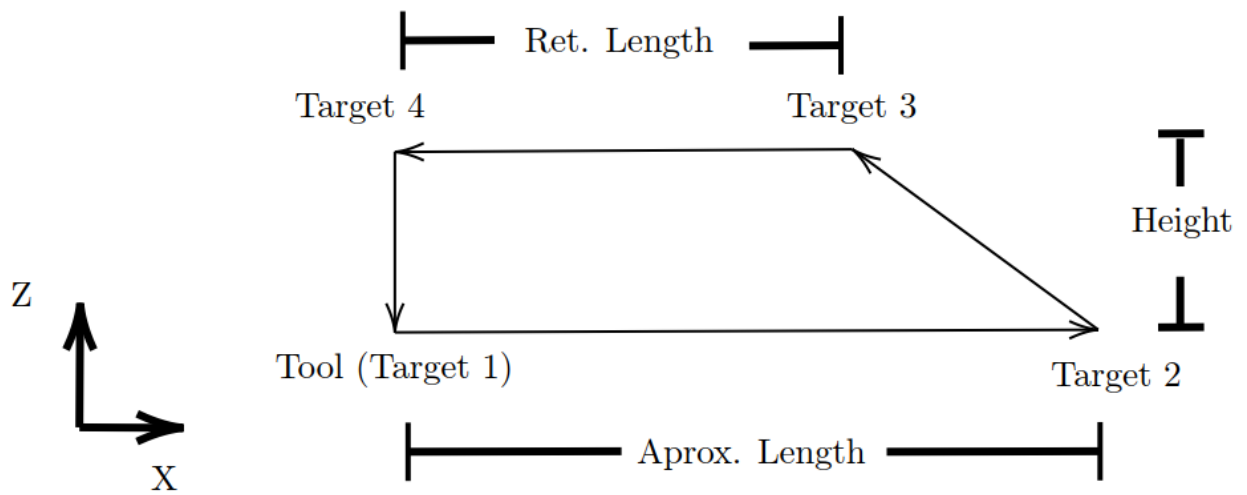 Ret. Length
Target 4
Target 3
Height
Z
Tool (Target 1)
Target 2
Aprox. Length
X